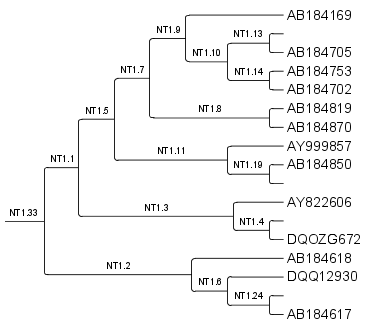 AB184169
NT1.9
NT1.13
AB184705
NT1.10
AB184753
NT1.7
NT1.14
AB184702
AB184819
NT1.5
NT1.8
AB184870
AY999857
NT1.11
NT1.1
NT1.19
AB184850
AY822606
NT1.3
NT1.33
NT1.4
DQOZG672
AB184618
NT1.2
DQQ12930
NT1.6
NT1.24
AB184617